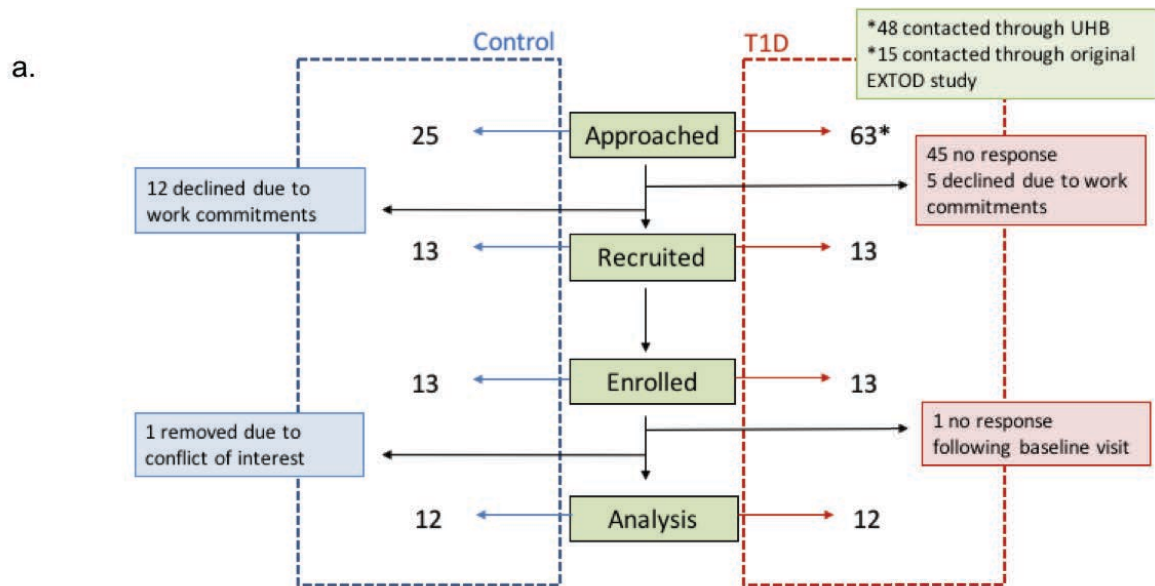 a.
Control
T1D
*48 contacted through UHB
*15 contacted through original
EXTOD study
25
Approached
63*
12 declined due to
work commitments
45 no response
5 declined due to work
commitments
13
Recruited
13
13
Enrolled
13
1 removed due to
conflict of interest
1 no response
following baseline visit
12
Analysis
12